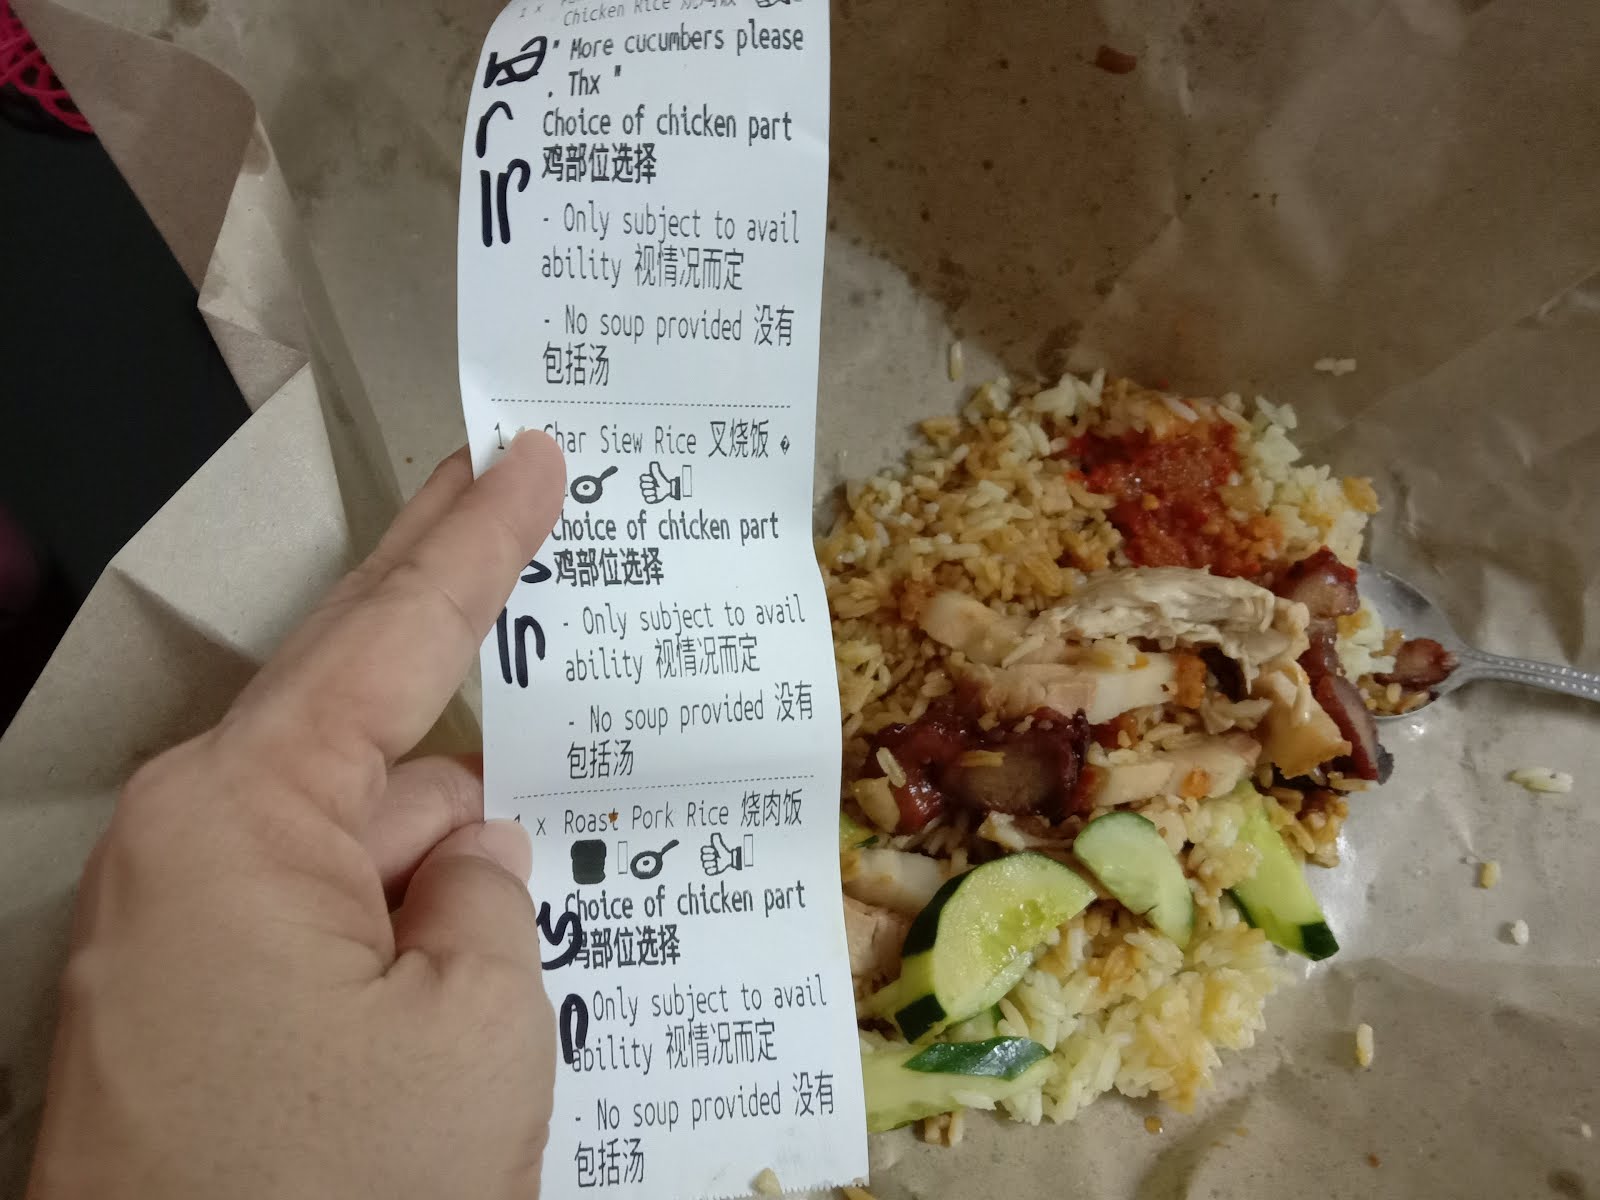 1 x
Chicken Rice
" More cucumbers please
. Thx "
Choice of chicken part
鸡部位选择
- Only subject to avail
ability 视情况而定
- No soup provided 没有
包括汤
1 Char Siew Rice 叉烧饭 �
Choice of chicken part
鸡部位选择
- Only subject to avail
ability 视情况而定
- No soup provided 没有
包括汤
1 x Roast Pork Rice 烧肉饭
Choice of chicken part
鸡部位选择
Only subject to avail
ability 视情况而定
- No soup provided 没有
包括汤